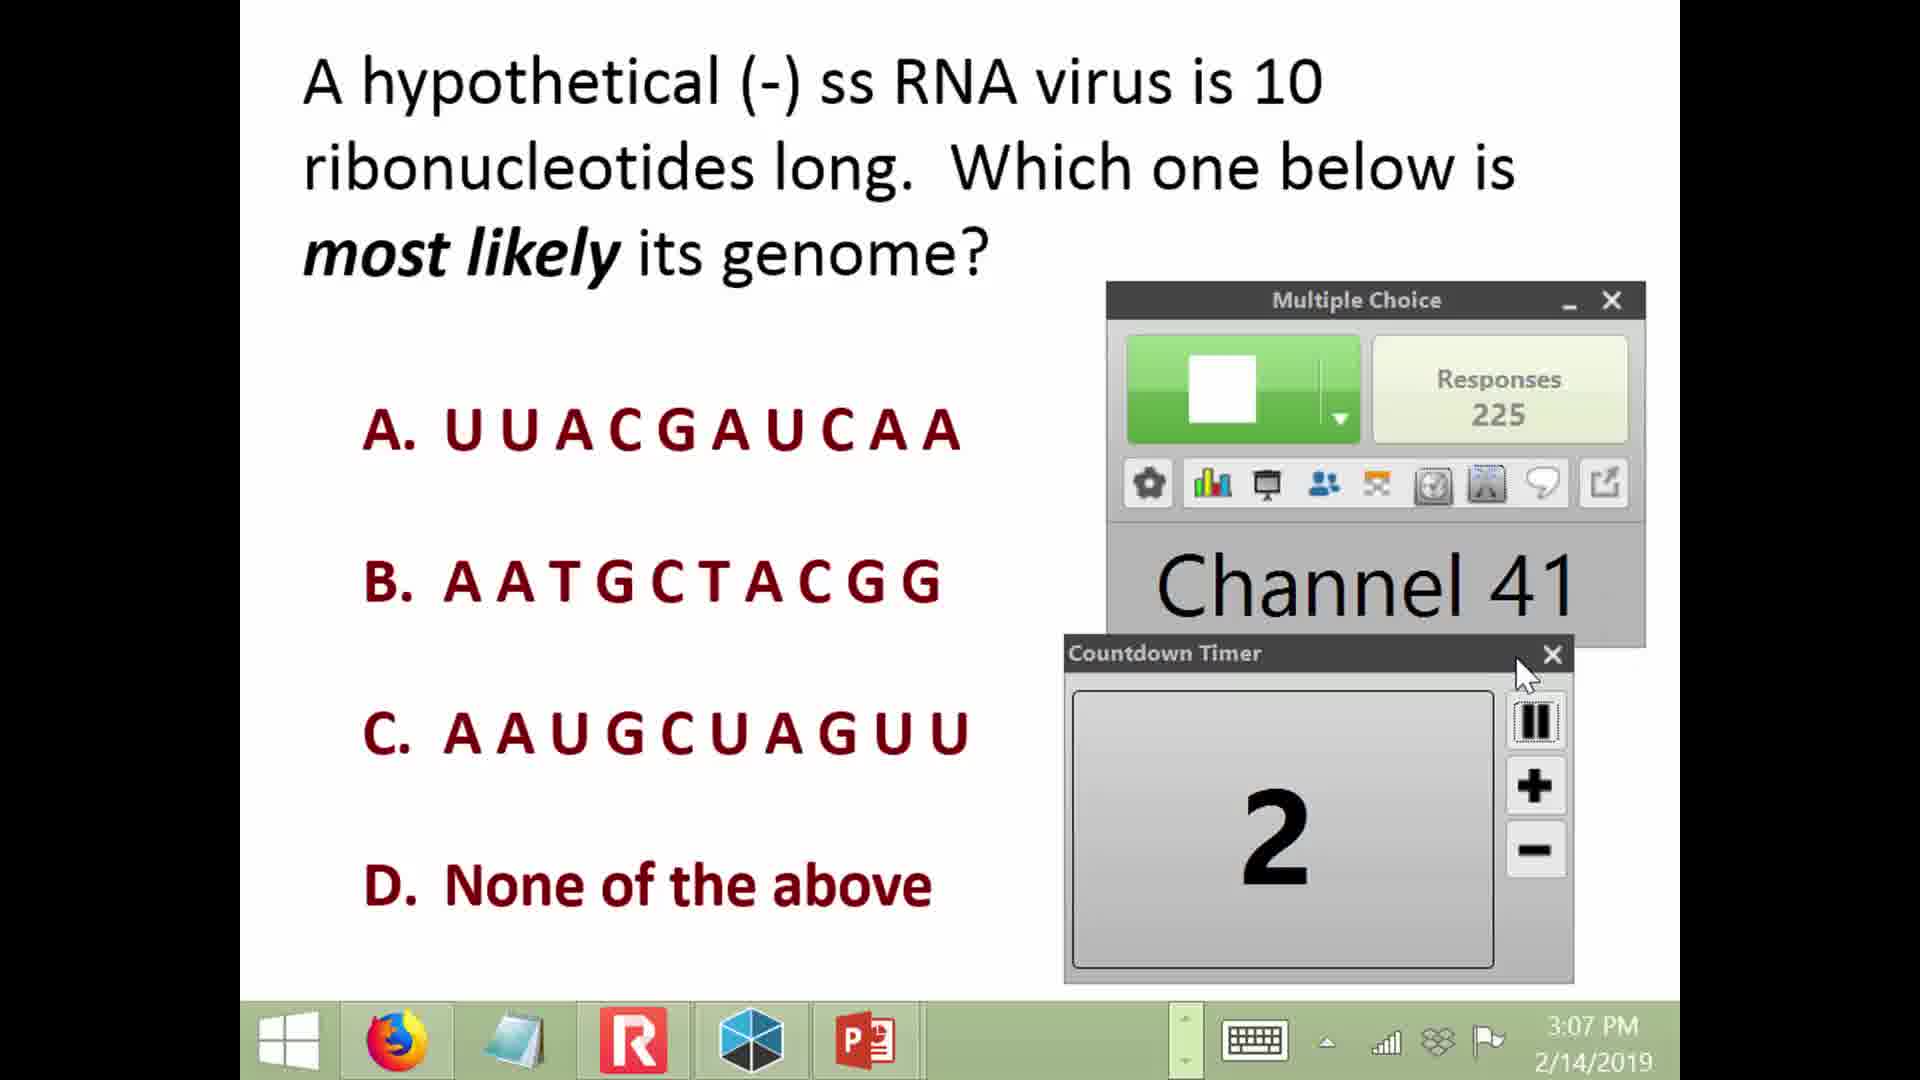 A hypothetical (-) ss RNA virus is 10
ribonucleotides long. Which one below is
most likely its genome?
Multiple Choice
Responses
225
A. U U A C G A U C A A
B. A A T G C T A C G G
Channel 41
Countdown Timer
C. A A U G C U A G U U
2
D. None of the above
3:07 PM
2/14/2019